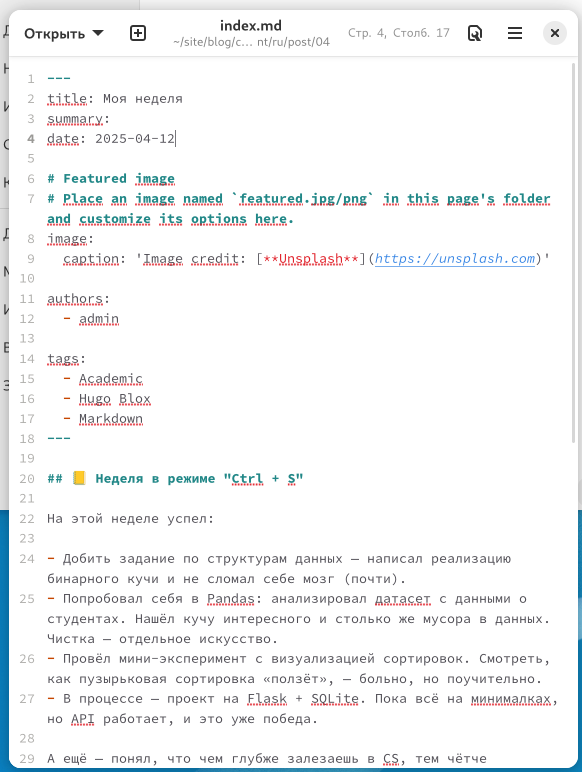 Открыть
index.md
~/site/blog/c... nt/ru/post/04
Стр. 4, Столб. 17
1 ---
2 title: Моя неделя
3 summary:
4 date: 2025-04-12
5
6 # Featured image
7 # Place an image named `featured.jpg/png` in this page's folder
and customize its options here.
8 image:
9 caption: 'Image credit: [**Unsplash**](https://unsplash.com)'
10
11 authors:
12 - admin
13
14 tags:
15 - Academic
16 - Hugo Blox
17 - Markdown
18 ---
19
20 ## 📒 Неделя в режиме "Ctrl + S"
21
22 На этой неделе успел:
23
24 - Добить задание по структурам данных — написал реализацию
бинарного кучи и не сломал себе мозг (почти).
25 - Попробовал себя в Pandas: анализировал датасет с данными о
студентах. Нашёл кучу интересного и столько же мусора в данных.
Чистка — отдельное искусство.
26 - Провёл мини-эксперимент с визуализацией сортировок. Смотреть,
как пузырьковая сортировка «ползёт», — больно, но поучительно.
27 - В процессе — проект на Flask + SQLite. Пока всё на минималках,
но API работает, и это уже победа.
28
29 А ещё — понял, что чем глубже залезаешь в CS, тем чётче